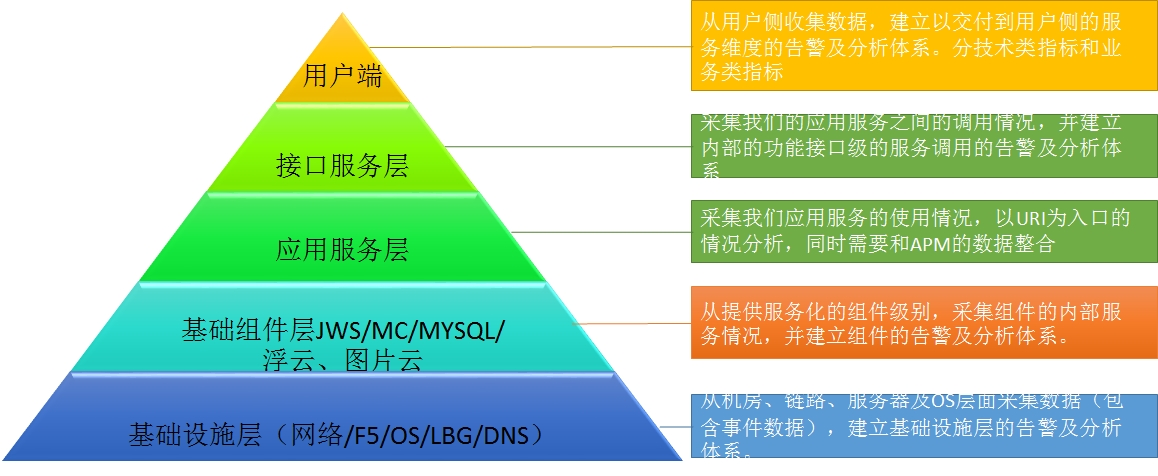 用户端
从用户侧收集数据，建立以交付到用户侧的服
务维度的告警及分析体系。分技术类指标和业
务类指标
接口服务层
采集我们的应用服务之间的调用情况，并建立
内部的功能接口级的服务调用的告警及分析体
系
应用服务层
采集我们应用服务的使用情况，以URI为入口的
情况分析，同时需要和APM的数据整合
基础组件层JWS/MC/MYSQL/
浮云、图片云
从提供服务化的组件级别，采集组件的内部服
务情况，并建立组件的告警及分析体系。
基础设施层（网络/F5/OS/LBG/DNS）
从机房、链路、服务器及OS层面采集数据（包
含事件数据），建立基础设施层的告警及分析
体系。